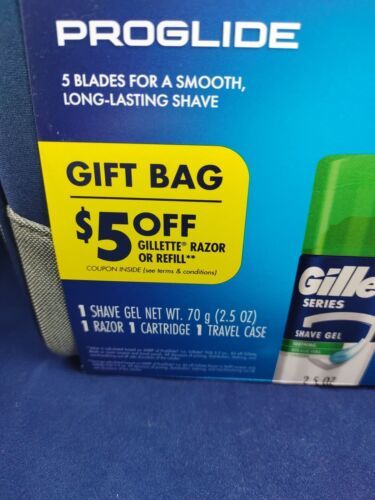 PROGLIDE
5 BLADES FOR A SMOOTH,
LONG-LASTING SHAVE
GIFT BAG
$5 OFF
GILLETTE® RAZOR
OR REFILL**
COUPON INSIDE (see terms & conditions)
Gille
SERIES
SHAVE GEL
2.5 OZ
1 SHAVE GEL NET WT. 70 g (2.5 OZ)
1 RAZOR 1 CARTRIDGE 1 TRAVEL CASE